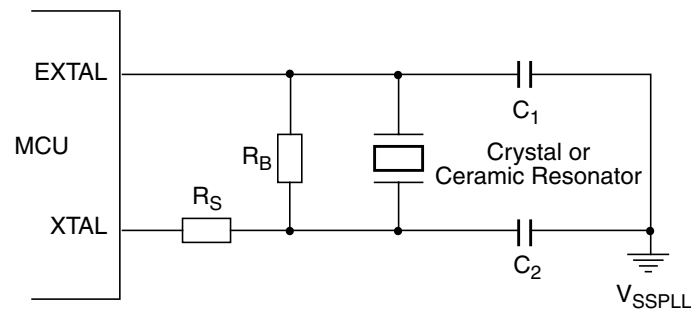 EXTAL
C1
MCU
RB
Crystal or
Ceramic Resonator
RS
XTAL
C2
VSSPLL